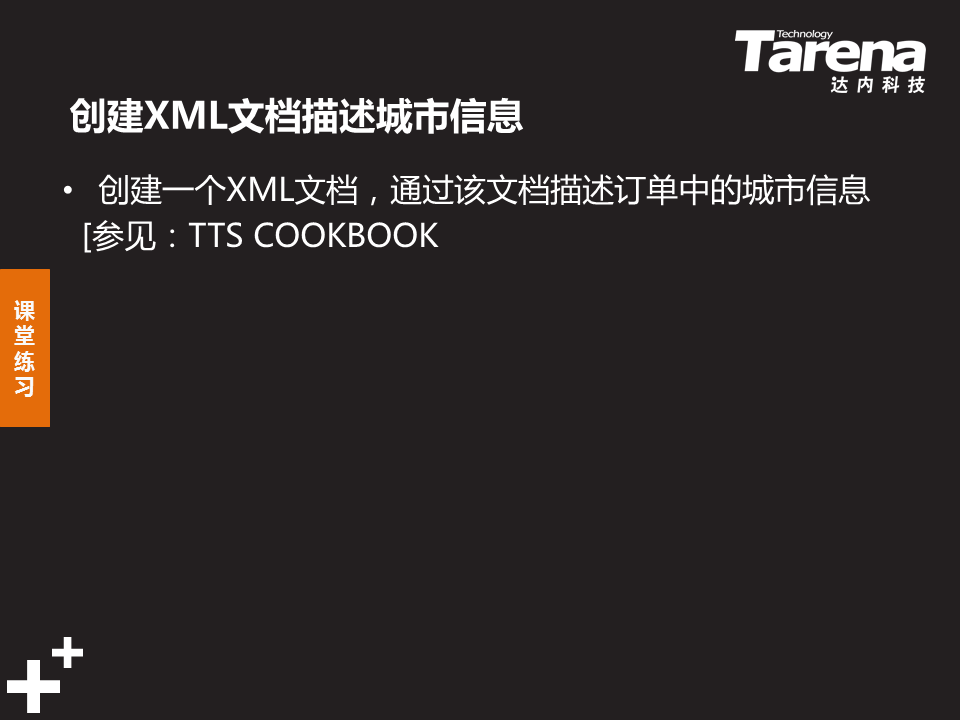 Technology
Tarena
达内科技
创建XML文档描述城市信息
• 创建一个XML文档，通过该文档描述订单中的城市信息
[参见：TTS COOKBOOK
课
堂
练
习